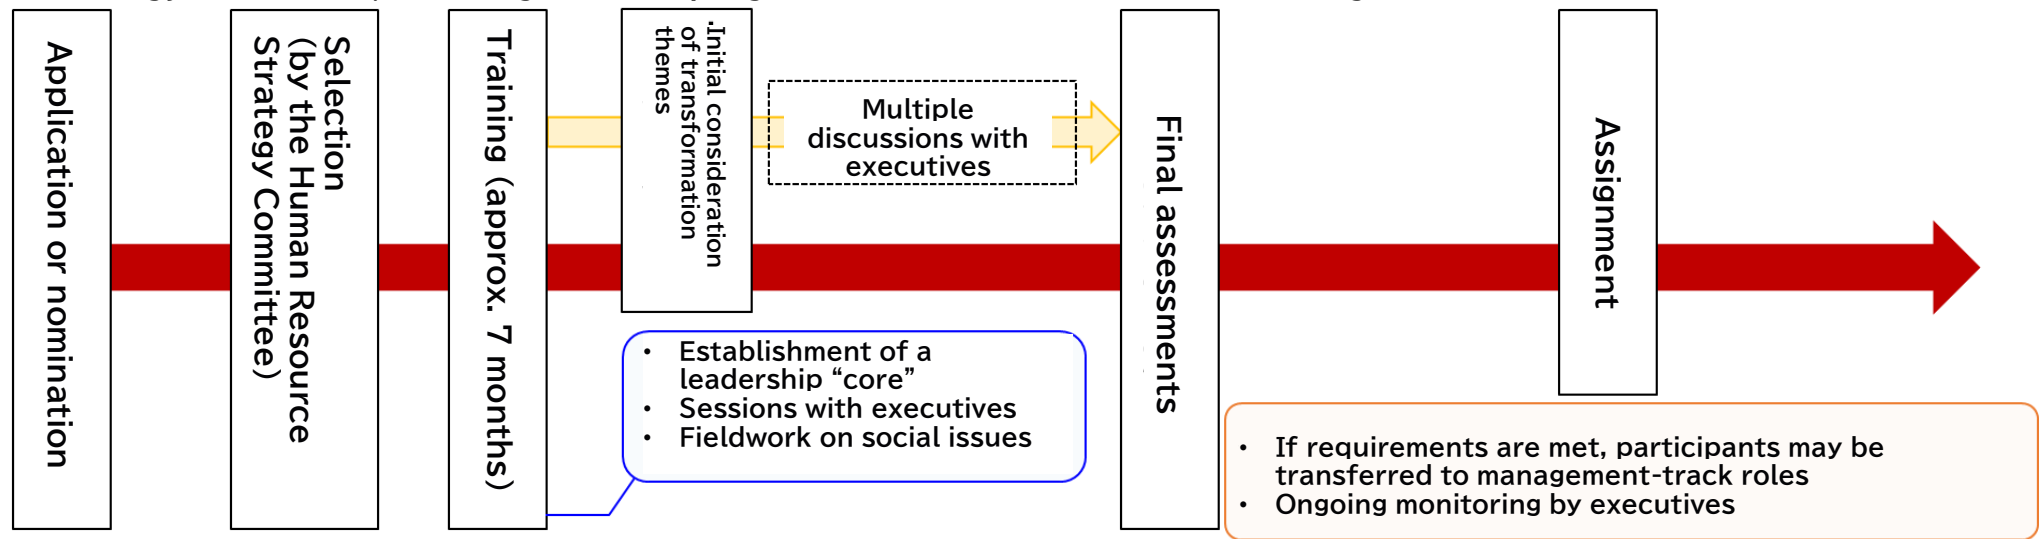 Application or nomination
Selection
(by the Human Resource
Strategy Committee)
Training (approx. 7 months)
.Initial consideration
of transformation
themes
Multiple
discussions with
executives
• Establishment of a
leadership “core”
• Sessions with executives
• Fieldwork on social issues
Final assessments
Assignment
• If requirements are met, participants may be
transferred to management-track roles
• Ongoing monitoring by executives